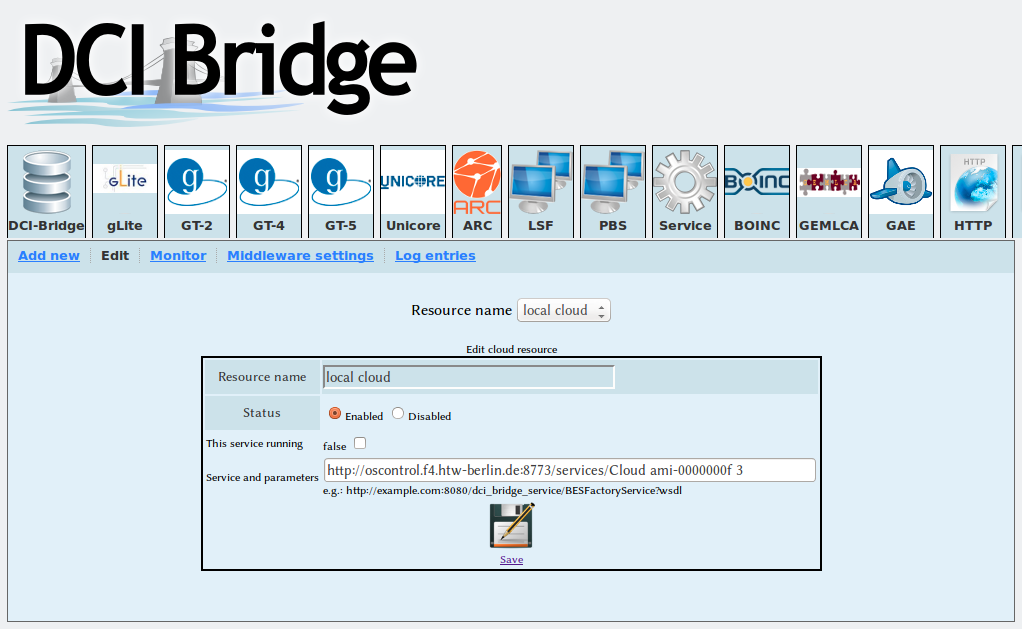 DCI Bridge
gLite
g g g
UNICORE
ARC
BOINC
GEMLCA
HTTP
DCI-Bridge gLite GT-2 GT-4 GT-5 Unicore ARC LSF PBS Service BOINC GEMLCA GAE HTTP
Add new Edit Monitor Middleware settings Log entries
Resource name local cloud
Edit cloud resource
Resource name local cloud
Status Enabled Disabled
This service running false
Service and parameters http://oscontrol.f4.htw-berlin.de:8773/services/Cloud ami-0000000f 3
e.g.: http://example.com:8080/dci_bridge_service/BESFactoryService?wsdl
Save